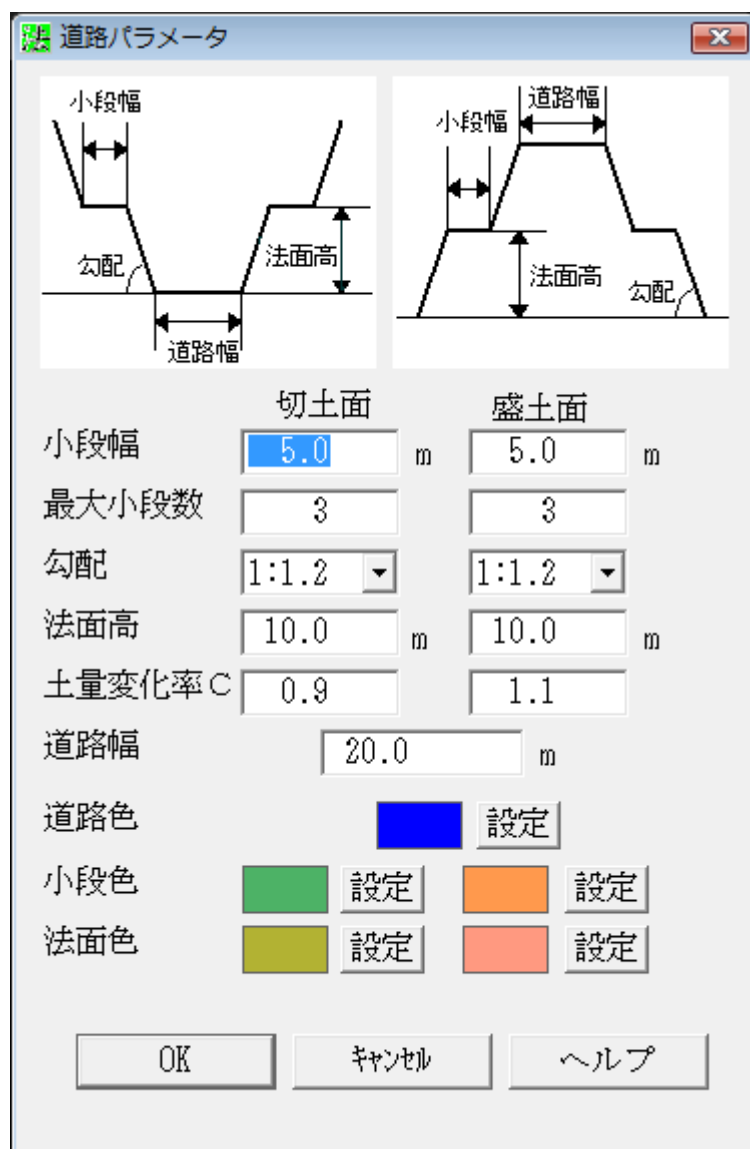 法 道路パラメータ
小段幅
勾配
法面高
道路幅
道路幅
小段幅
法面高
勾配
切土面 盛土面
小段幅 5.0 m 5.0 m
最大小段数 3 3
勾配 1:1.2 1:1.2
法面高 10.0 m 10.0 m
土量変化率C 0.9 1.1
道路幅 20.0 m
道路色 設定
小段色 設定 設定
法面色 設定 設定
OK キャンセル ヘルプ